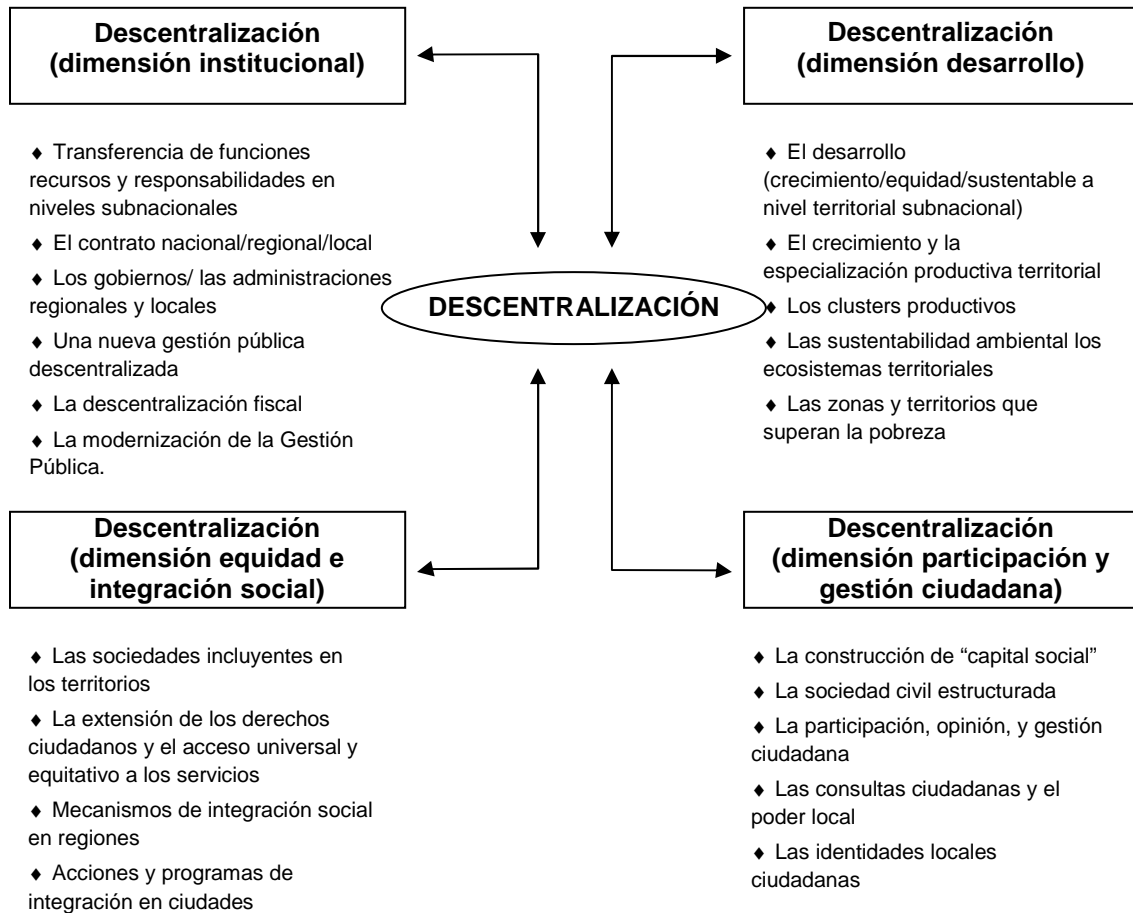 Descentralización
(dimensión institucional)
♦ Transferencia de funciones
recursos y responsabilidades en
niveles subnacionales
♦ El contrato nacional/regional/local
♦ Los gobiernos/ las administraciones
regionales y locales
♦ Una nueva gestión pública
descentralizada
♦ La descentralización fiscal
♦ La modernización de la Gestión
Pública.
Descentralización
(dimensión desarrollo)
♦ El desarrollo
(crecimiento/equidad/sustentable a
nivel territorial subnacional)
♦ El crecimiento y la
especialización productiva territorial
♦ Los clusters productivos
♦ Las sustentabilidad ambiental los
ecosistemas territoriales
♦ Las zonas y territorios que
superan la pobreza
DESCENTRALIZACIÓN
Descentralización
(dimensión equidad e
integración social)
♦ Las sociedades incluyentes en
los territorios
♦ La extensión de los derechos
ciudadanos y el acceso universal y
equitativo a los servicios
♦ Mecanismos de integración social
en regiones
♦ Acciones y programas de
integración en ciudades
Descentralización
(dimensión participación y
gestión ciudadana)
♦ La construcción de “capital social”
♦ La sociedad civil estructurada
♦ La participación, opinión, y gestión
ciudadana
♦ Las consultas ciudadanas y el
poder local
♦ Las identidades locales
ciudadanas